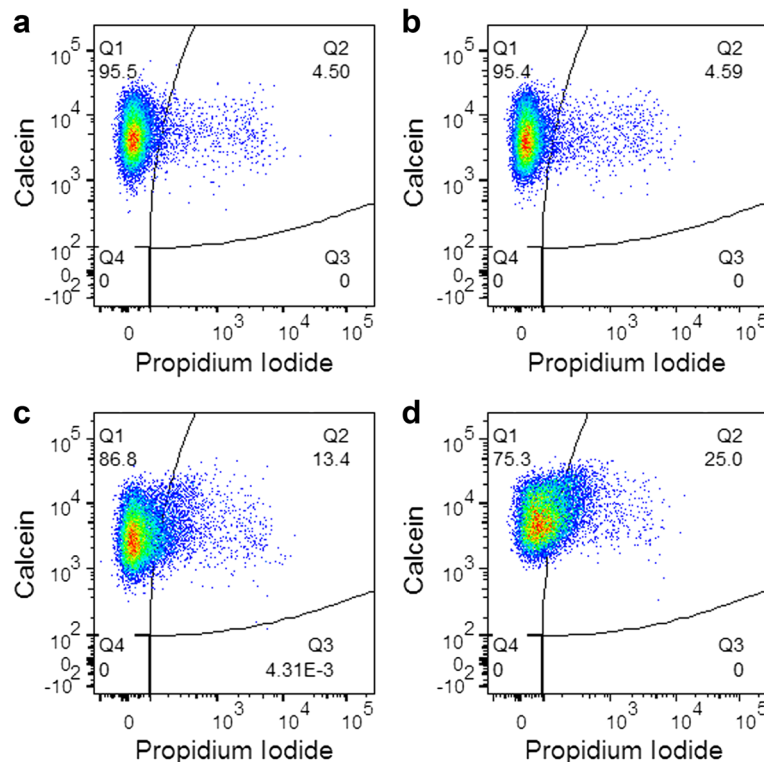 a
Q1 Q2
95.5 4.50
10^5
10^4
10^3
10^2
0
-10^2
Calcein
Q4 Q3
0 0
0 10^3 10^4 10^5
Propidium Iodide
b
Q1 Q2
95.4 4.59
10^5
10^4
10^3
10^2
0
-10^2
Calcein
Q4 Q3
0 0
0 10^3 10^4 10^5
Propidium Iodide
c
Q1 Q2
86.8 13.4
10^5
10^4
10^3
10^2
0
-10^2
Calcein
Q4 Q3
0 4.31E-3
0 10^3 10^4 10^5
Propidium Iodide
d
Q1 Q2
75.3 25.0
10^5
10^4
10^3
10^2
0
-10^2
Calcein
Q4 Q3
0 0
0 10^3 10^4 10^5
Propidium Iodide